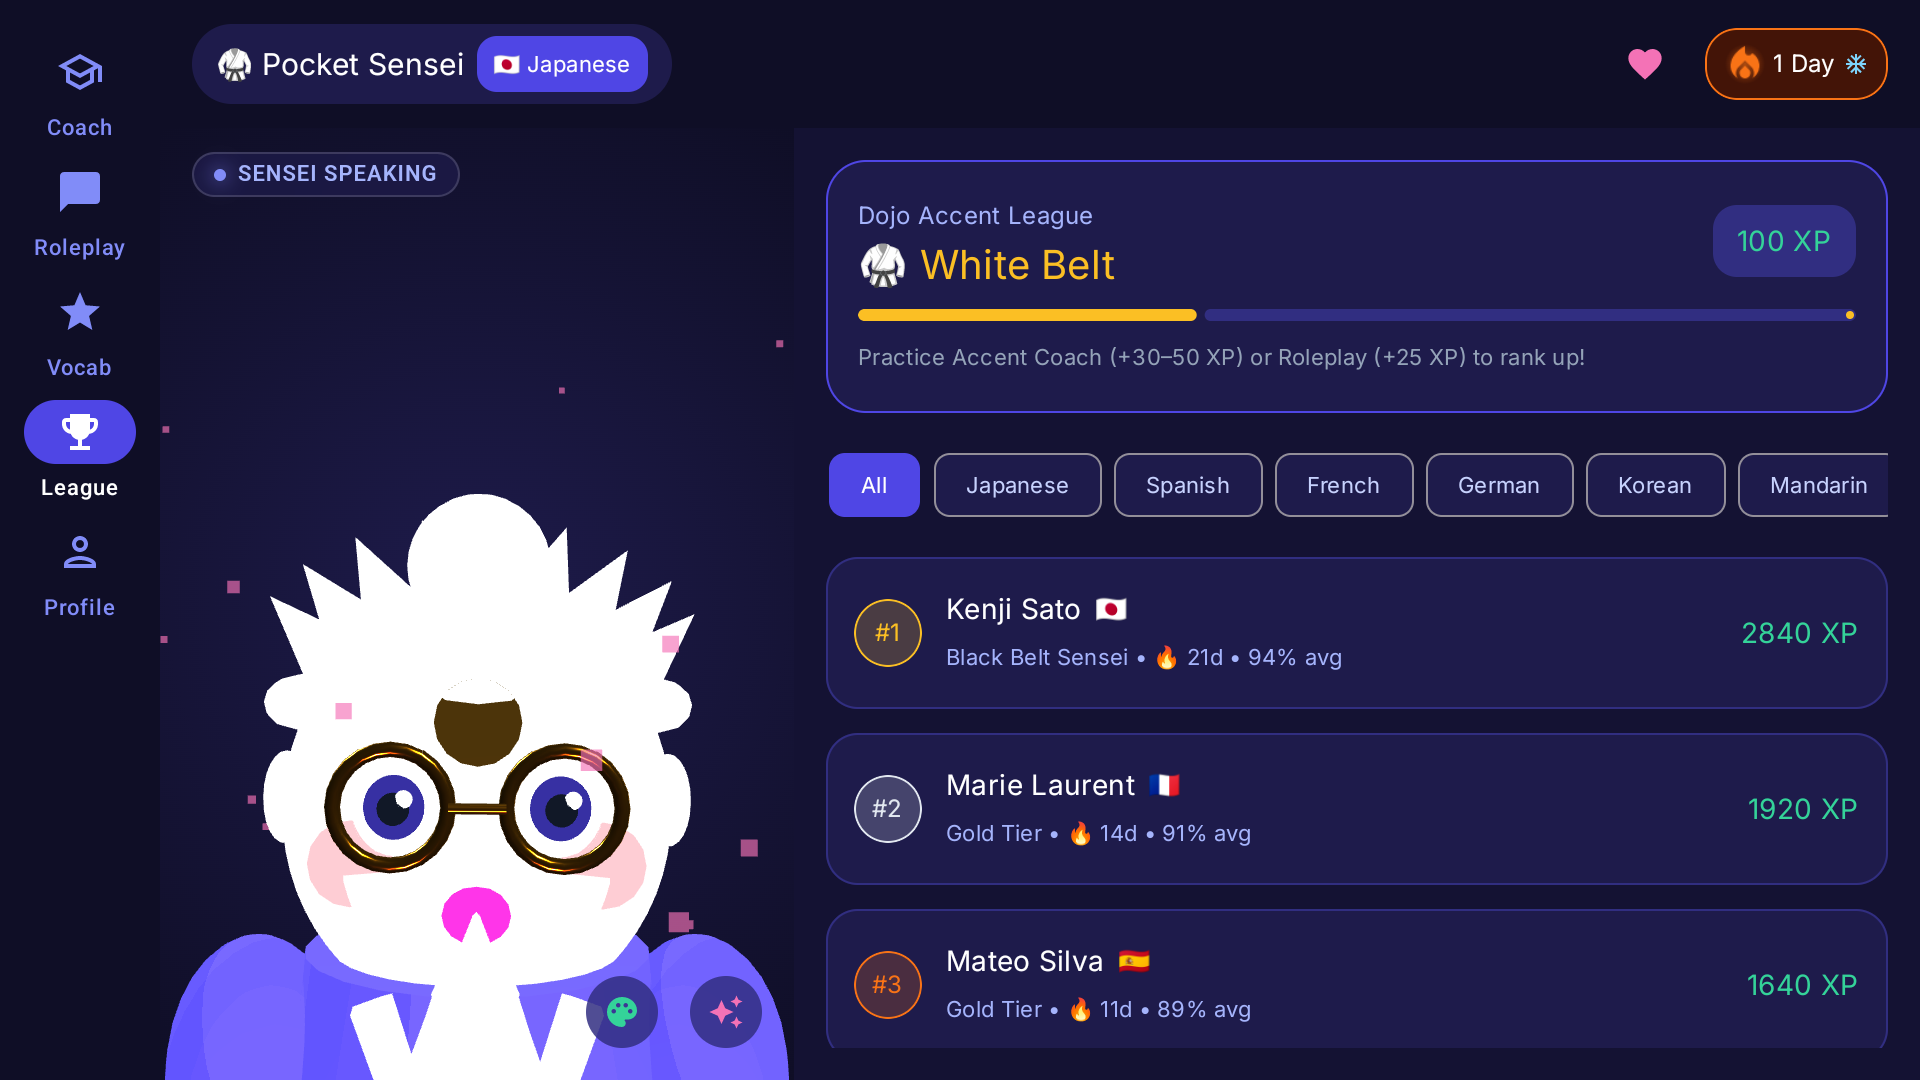 Pocket Sensei
Japanese
1 Day
Coach
Roleplay
Vocab
League
Profile
SENSEI SPEAKING
Dojo Accent League
White Belt
100 XP
Practice Accent Coach (+30–50 XP) or Roleplay (+25 XP) to rank up!
All
Japanese
Spanish
French
German
Korean
Mandarin
#1
Kenji Sato
Black Belt Sensei • 🔥 21d • 94% avg
2840 XP
#2
Marie Laurent
Gold Tier • 🔥 14d • 91% avg
1920 XP
#3
Mateo Silva
Gold Tier • 🔥 11d • 89% avg
1640 XP